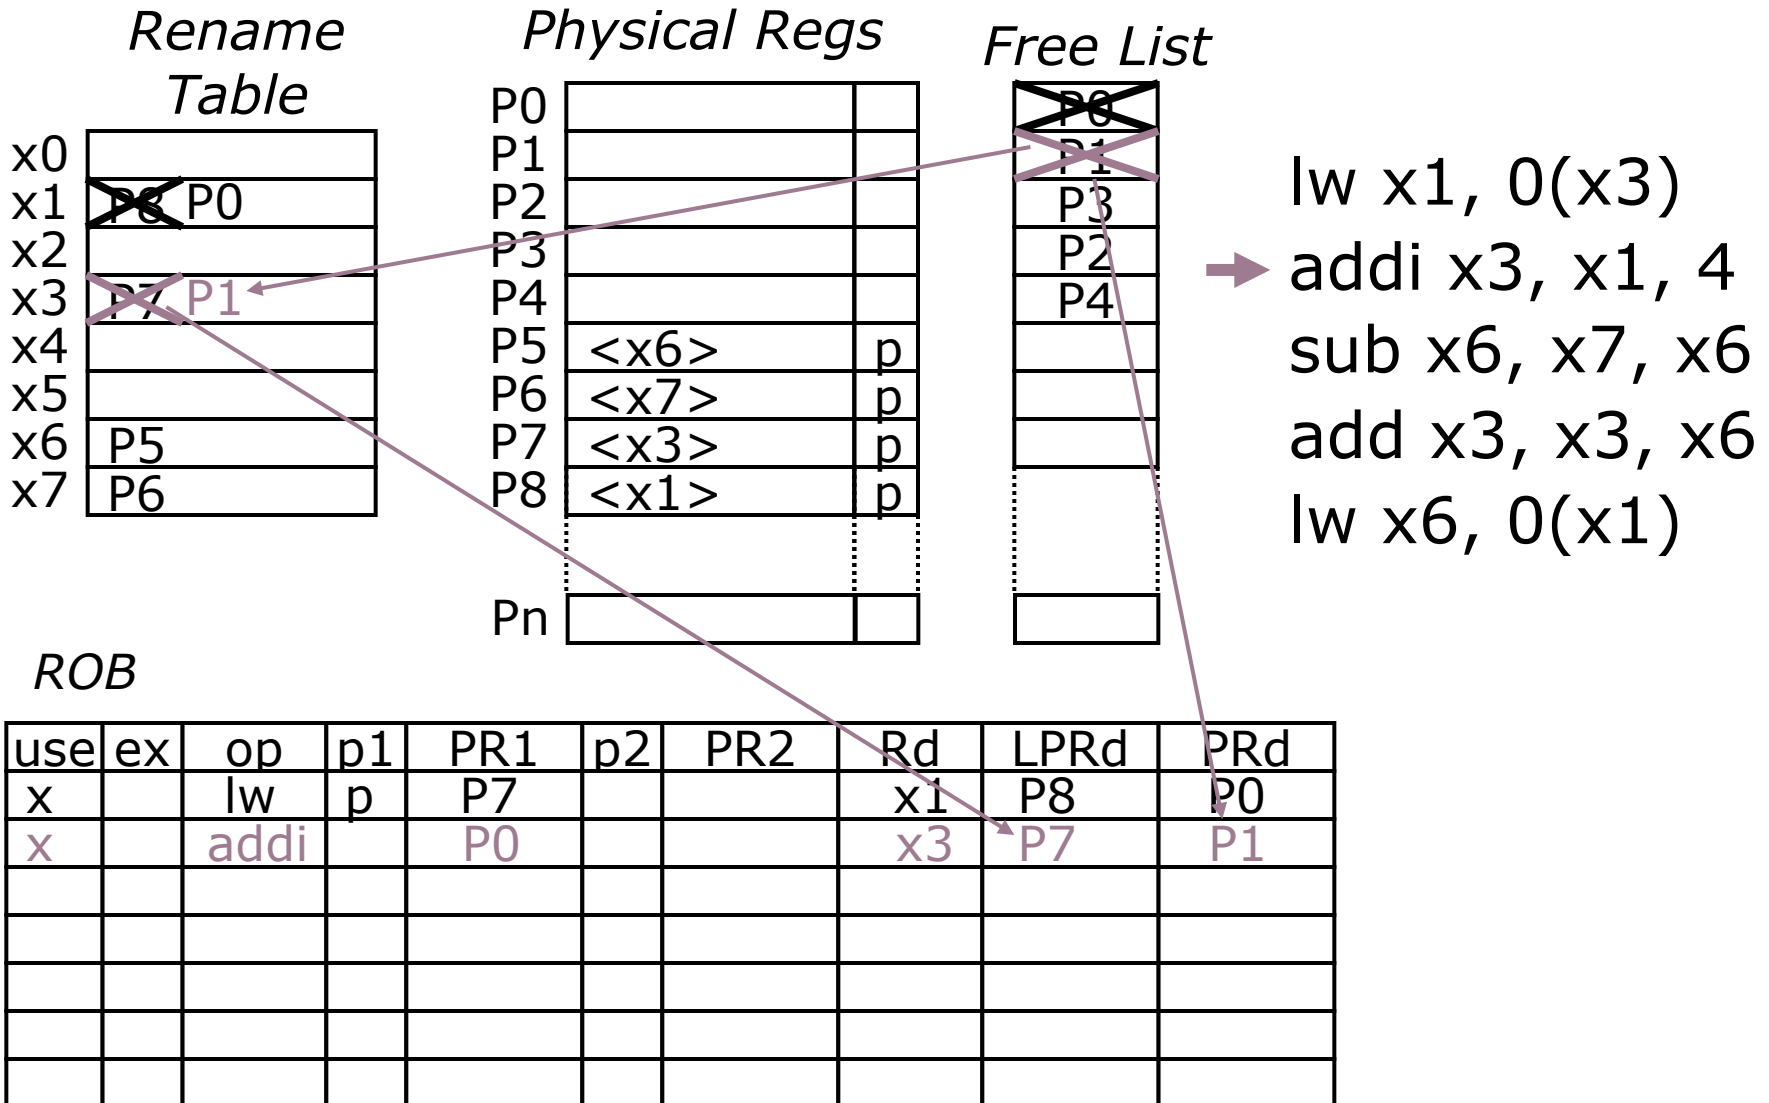 Rename Table
Physical Regs
Free List
x0
x1 P8 P0
x2
x3 P7 P1
x4
x5
x6 P5
x7 P6
P0
P1
P2
P3
P4
P5 <x6> p
P6 <x7> p
P7 <x3> p
P8 <x1> p
Pn
P0
P1
P3
P2
P4
lw x1, 0(x3)
addi x3, x1, 4
sub x6, x7, x6
add x3, x3, x6
lw x6, 0(x1)
ROB
use ex op p1 PR1 p2 PR2 Rd LPRd PRd
x lw p P7 x1 P8 P0
x addi P0 x3 P7 P1